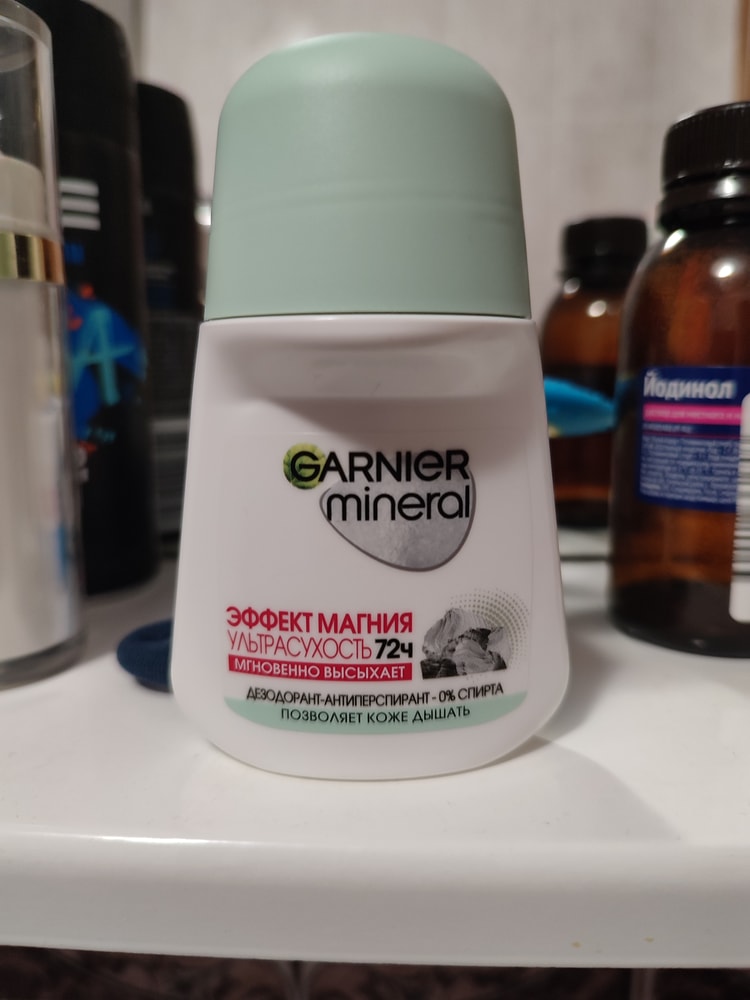 GARNIER
mineral
ЭФФЕКТ МАГНИЯ
УЛЬТРАСУХОСТЬ 72ч
МГНОВЕННО ВЫСЫХАЕТ
ДЕЗОДОРАНТ-АНТИПЕРСПИРАНТ - 0% СПИРТА
ПОЗВОЛЯЕТ КОЖЕ ДЫШАТЬ
Йодинол